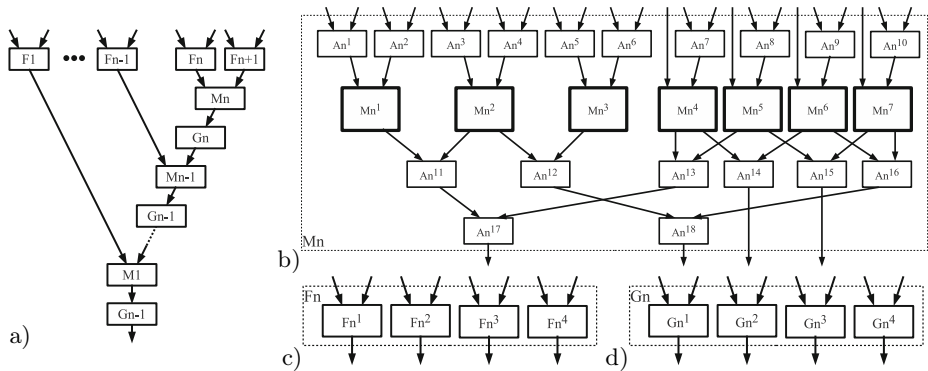 F1 ••• Fn-1 Fn Fn+1
Mn
Gn
Mn-1
Gn-1
M1
Gn-1
a)
An1 An2 An3 An4 An5 An6 An7 An8 An9 An10
Mn1 Mn2 Mn3 Mn4 Mn5 Mn6 Mn7
An11 An12 An13 An14 An15 An16
An17 An18
Mn
b)
Fn
Fn1 Fn2 Fn3 Fn4
c)
Gn
Gn1 Gn2 Gn3 Gn4
d)